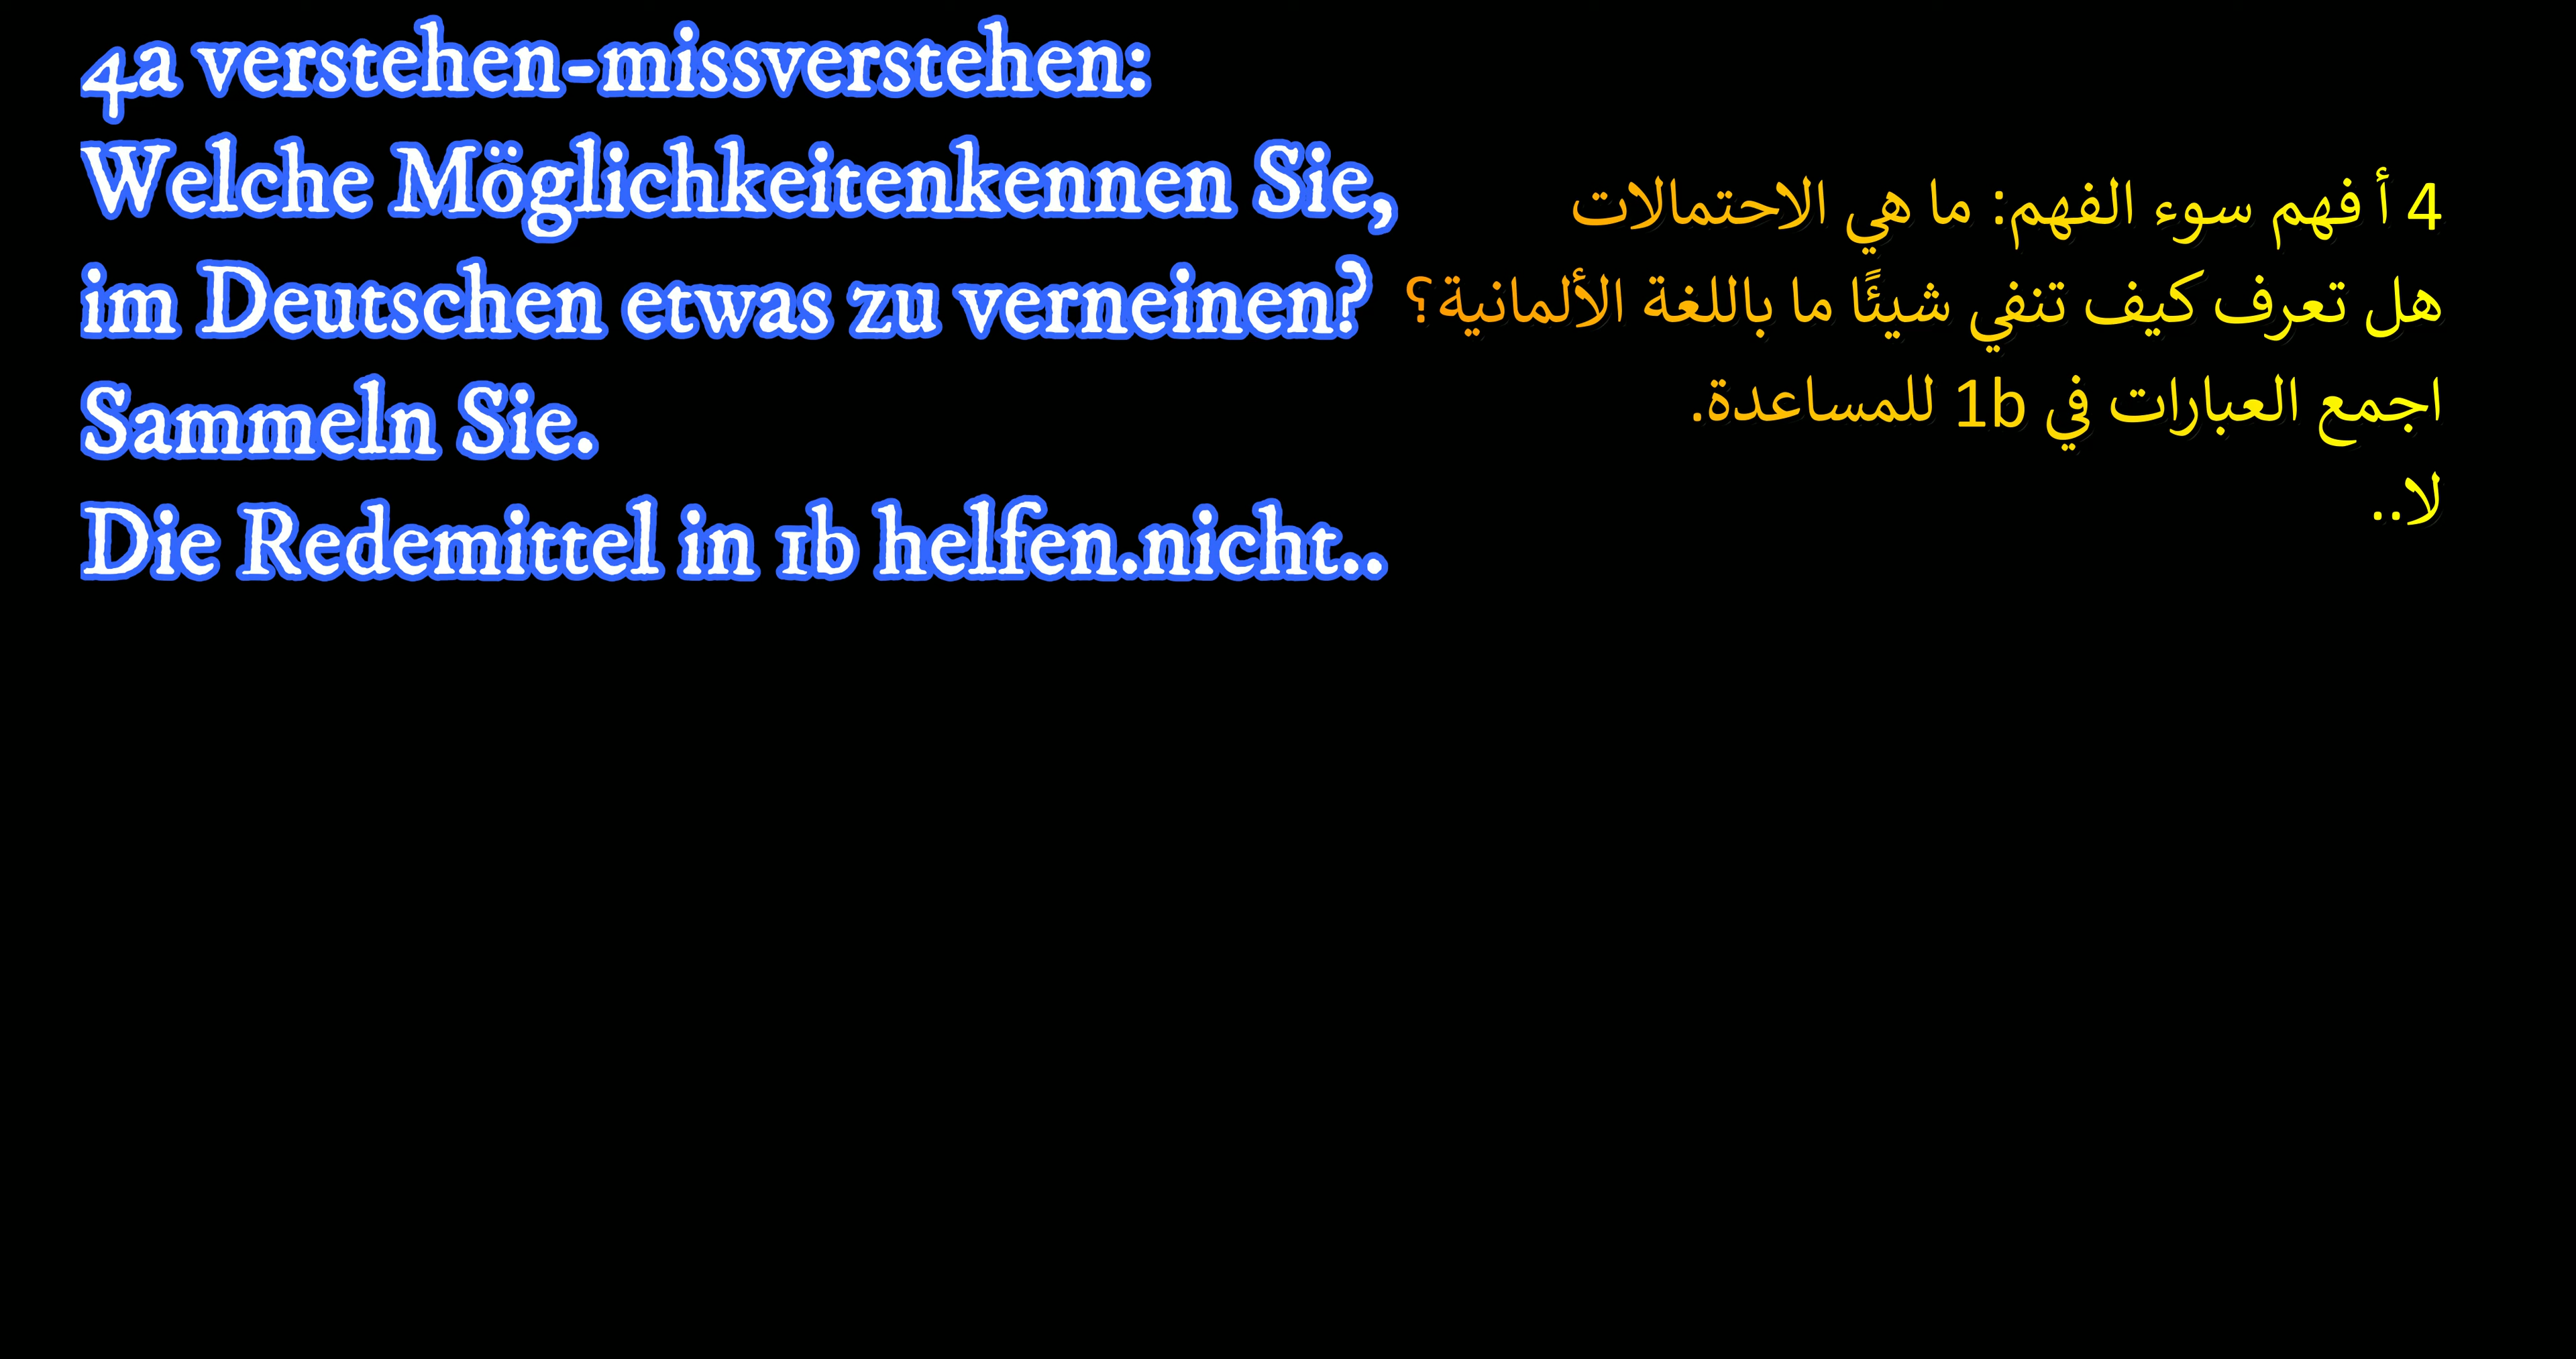 4a verstehen-missverstehen:
Welche Möglichkeitenkennen Sie,
im Deutschen etwas zu verneinen?
Sammeln Sie.
Die Redemittel in 1b helfen.nicht..
4 أ فهم سوء الفهم: ما هي الاحتمالات
هل تعرف كيف تنفي شيئًا ما باللغة الألمانية؟
اجمع العبارات في 1b للمساعدة.
لا..